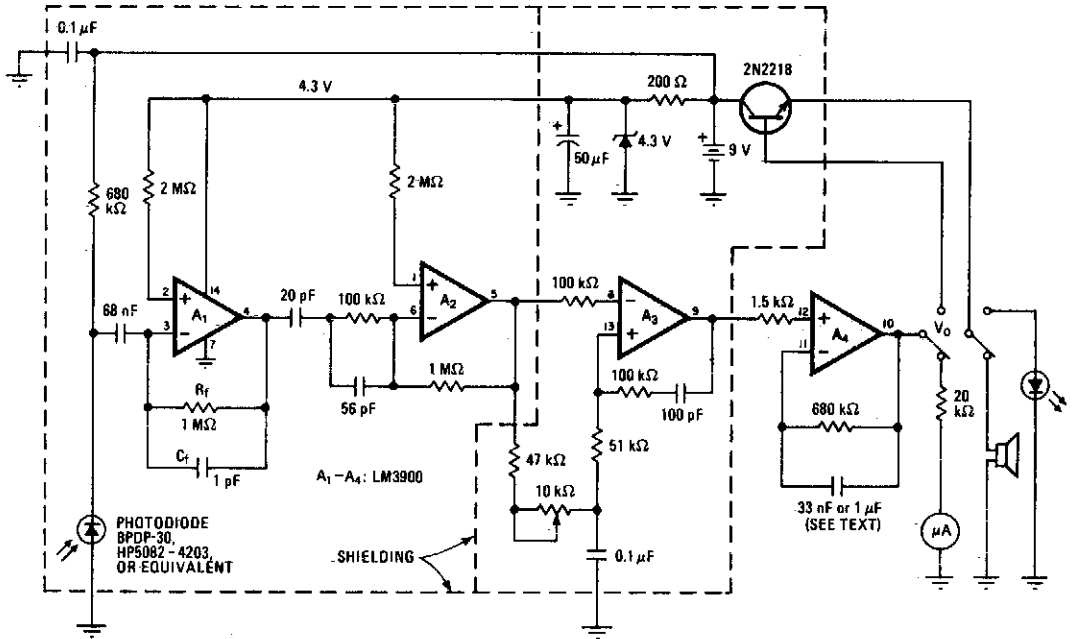 0.1 μF
4.3 V
200 Ω
2N2218
+
50 μF
4.3 V
+
9 V
680
kΩ
2 MΩ
2 MΩ
68 nF
2
+
A₁
14
3
−
4
7
20 pF
100 kΩ
1
+
A₂
5
6
−
100 kΩ
8
−
A₃
9
13
+
1.5 kΩ
12
+
A₄
10
11
−
V₀
Rf
1 MΩ
Cf
1 pF
56 pF
1 MΩ
100 kΩ
100 pF
51 kΩ
47 kΩ
10 kΩ
680 kΩ
20
kΩ
A₁–A₄: LM3900
33 nF or 1 μF
(SEE TEXT)
PHOTODIODE
BPDP-30,
HP5082-4203,
OR EQUIVALENT
SHIELDING
0.1 μF
μA